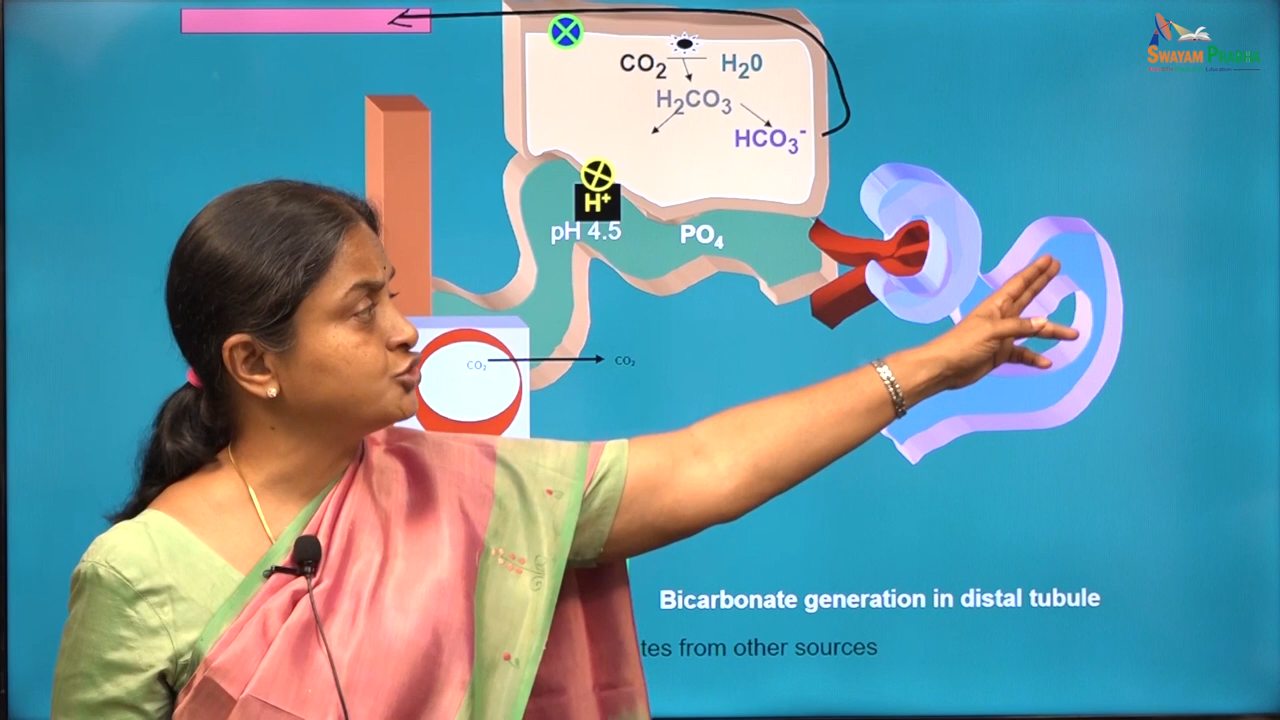 SWAYAM PRABHA
CO₂ H₂0
H₂CO₃
HCO₃⁻
H⁺
pH 4.5 PO₄
CO₂ CO₂
Bicarbonate generation in distal tubule
tes from other sources